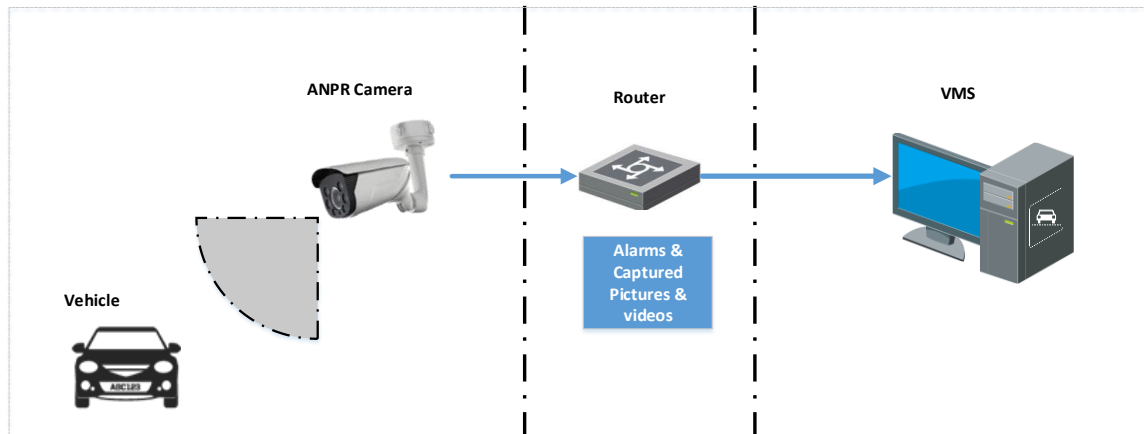 ANPR Camera
Router
VMS
Alarms &
Captured
Pictures &
videos
Vehicle
ABC123